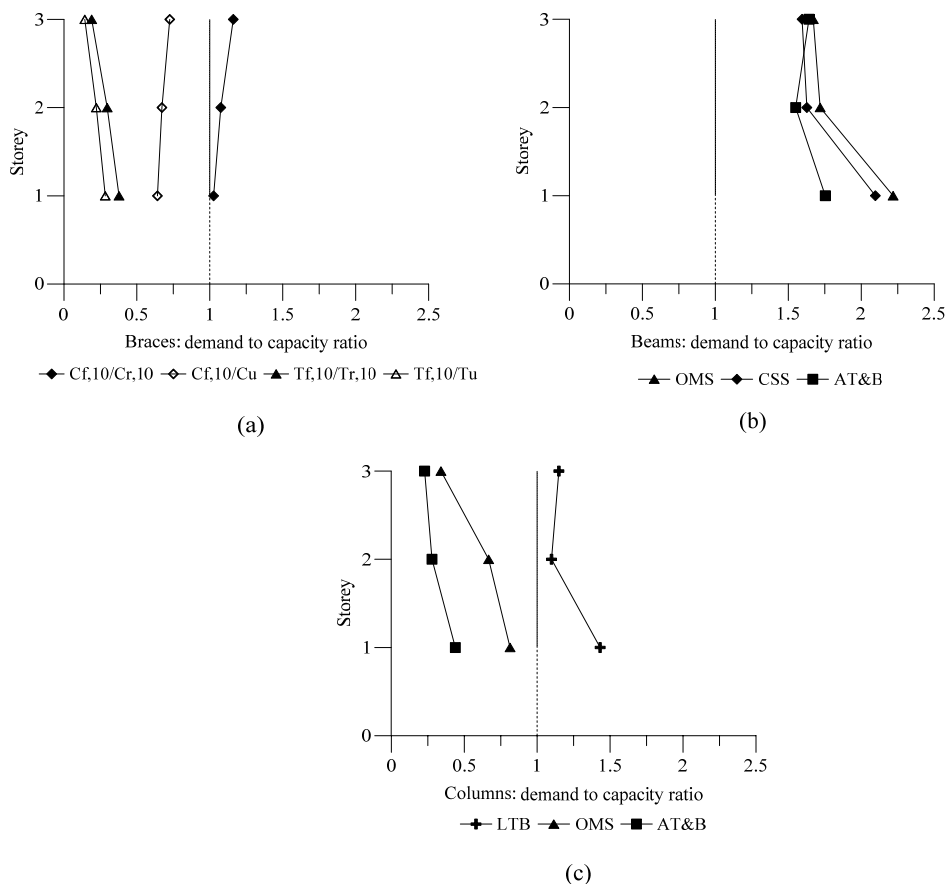 3
2
1
0
Storey
0 0.5 1 1.5 2 2.5
Braces: demand to capacity ratio
Cf,10/Cr,10 Cf,10/Cu Tf,10/Tr,10 Tf,10/Tu
(a)
3
2
1
0
Storey
0 0.5 1 1.5 2 2.5
Beams: demand to capacity ratio
OMS CSS AT&B
(b)
3
2
1
0
Storey
0 0.5 1 1.5 2 2.5
Columns: demand to capacity ratio
LTB OMS AT&B
(c)